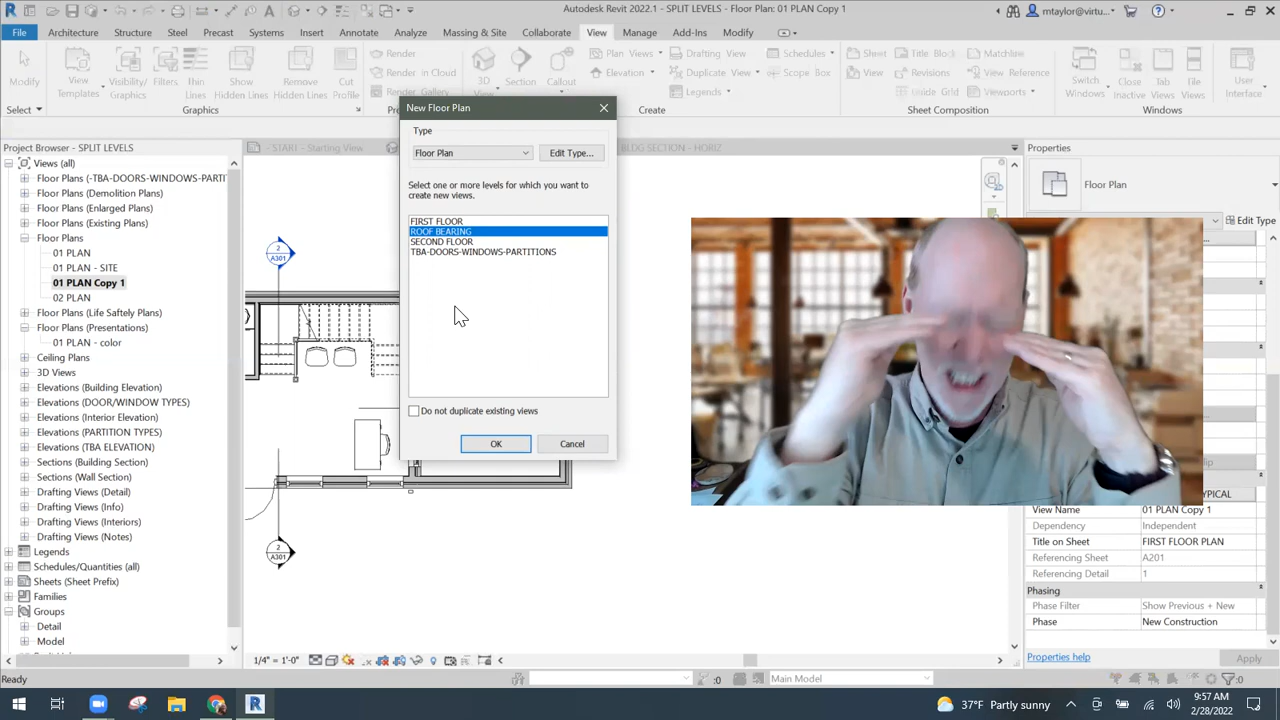 Autodesk Revit 2022.1 - SPLIT LEVELS - Floor Plan: 01 PLAN Copy 1
mtaylor@virtu...
File Architecture Structure Steel Precast Systems Insert Annotate Analyze Massing & Site Collaborate View Manage Add-Ins Modify
Render Plan Views Drafting View Schedules Sheet Title Block Matchline
Render in Cloud Elevation Duplicate View Scope Box Revisions View Reference
Render Gallery Legends Viewports
Modify View Templates Visibility/ Graphics Filters Thin Lines Show Hidden Lines Remove Hidden Lines Cut Profile 3D View Section Callout Switch Windows Close Inactive Tab Views Tile Views User Interface
Select Graphics Create Sheet Composition Windows
New Floor Plan
Type
Floor Plan Edit Type...
Select one or more levels for which you want to
create new views.
FIRST FLOOR
ROOF BEARING
SECOND FLOOR
TBA-DOORS-WINDOWS-PARTITIONS
Do not duplicate existing views
OK Cancel
Project Browser - SPLIT LEVELS
Views (all)
Floor Plans (-TBA-DOORS-WINDOWS-PARTI
Floor Plans (Demolition Plans)
Floor Plans (Enlarged Plans)
Floor Plans (Existing Plans)
Floor Plans
01 PLAN
01 PLAN - SITE
01 PLAN Copy 1
02 PLAN
Floor Plans (Life Saftely Plans)
Floor Plans (Presentations)
01 PLAN - color
Ceiling Plans
3D Views
Elevations (Building Elevation)
Elevations (DOOR/WINDOW TYPES)
Elevations (Interior Elevation)
Elevations (PARTITION TYPES)
Elevations (TBA ELEVATION)
Sections (Building Section)
Sections (Wall Section)
Drafting Views (Detail)
Drafting Views (Info)
Drafting Views (Interiors)
Drafting Views (Notes)
Legends
Schedules/Quantities (all)
Sheets (Sheet Prefix)
Families
Groups
Detail
Model
- START - Starting View
BLDG SECTION - HORIZ
2
A301
2
A301
Properties
Floor Plan
Edit Type
TYPICAL
View Name 01 PLAN Copy 1
Dependency Independent
Title on Sheet FIRST FLOOR PLAN
Referencing Sheet A201
Referencing Detail 1
Phasing
Phase Filter Show Previous + New
Phase New Construction
Properties help Apply
1/4" = 1'-0"
Ready :0 Main Model :0
37°F Partly sunny
9:57 AM
2/28/2022